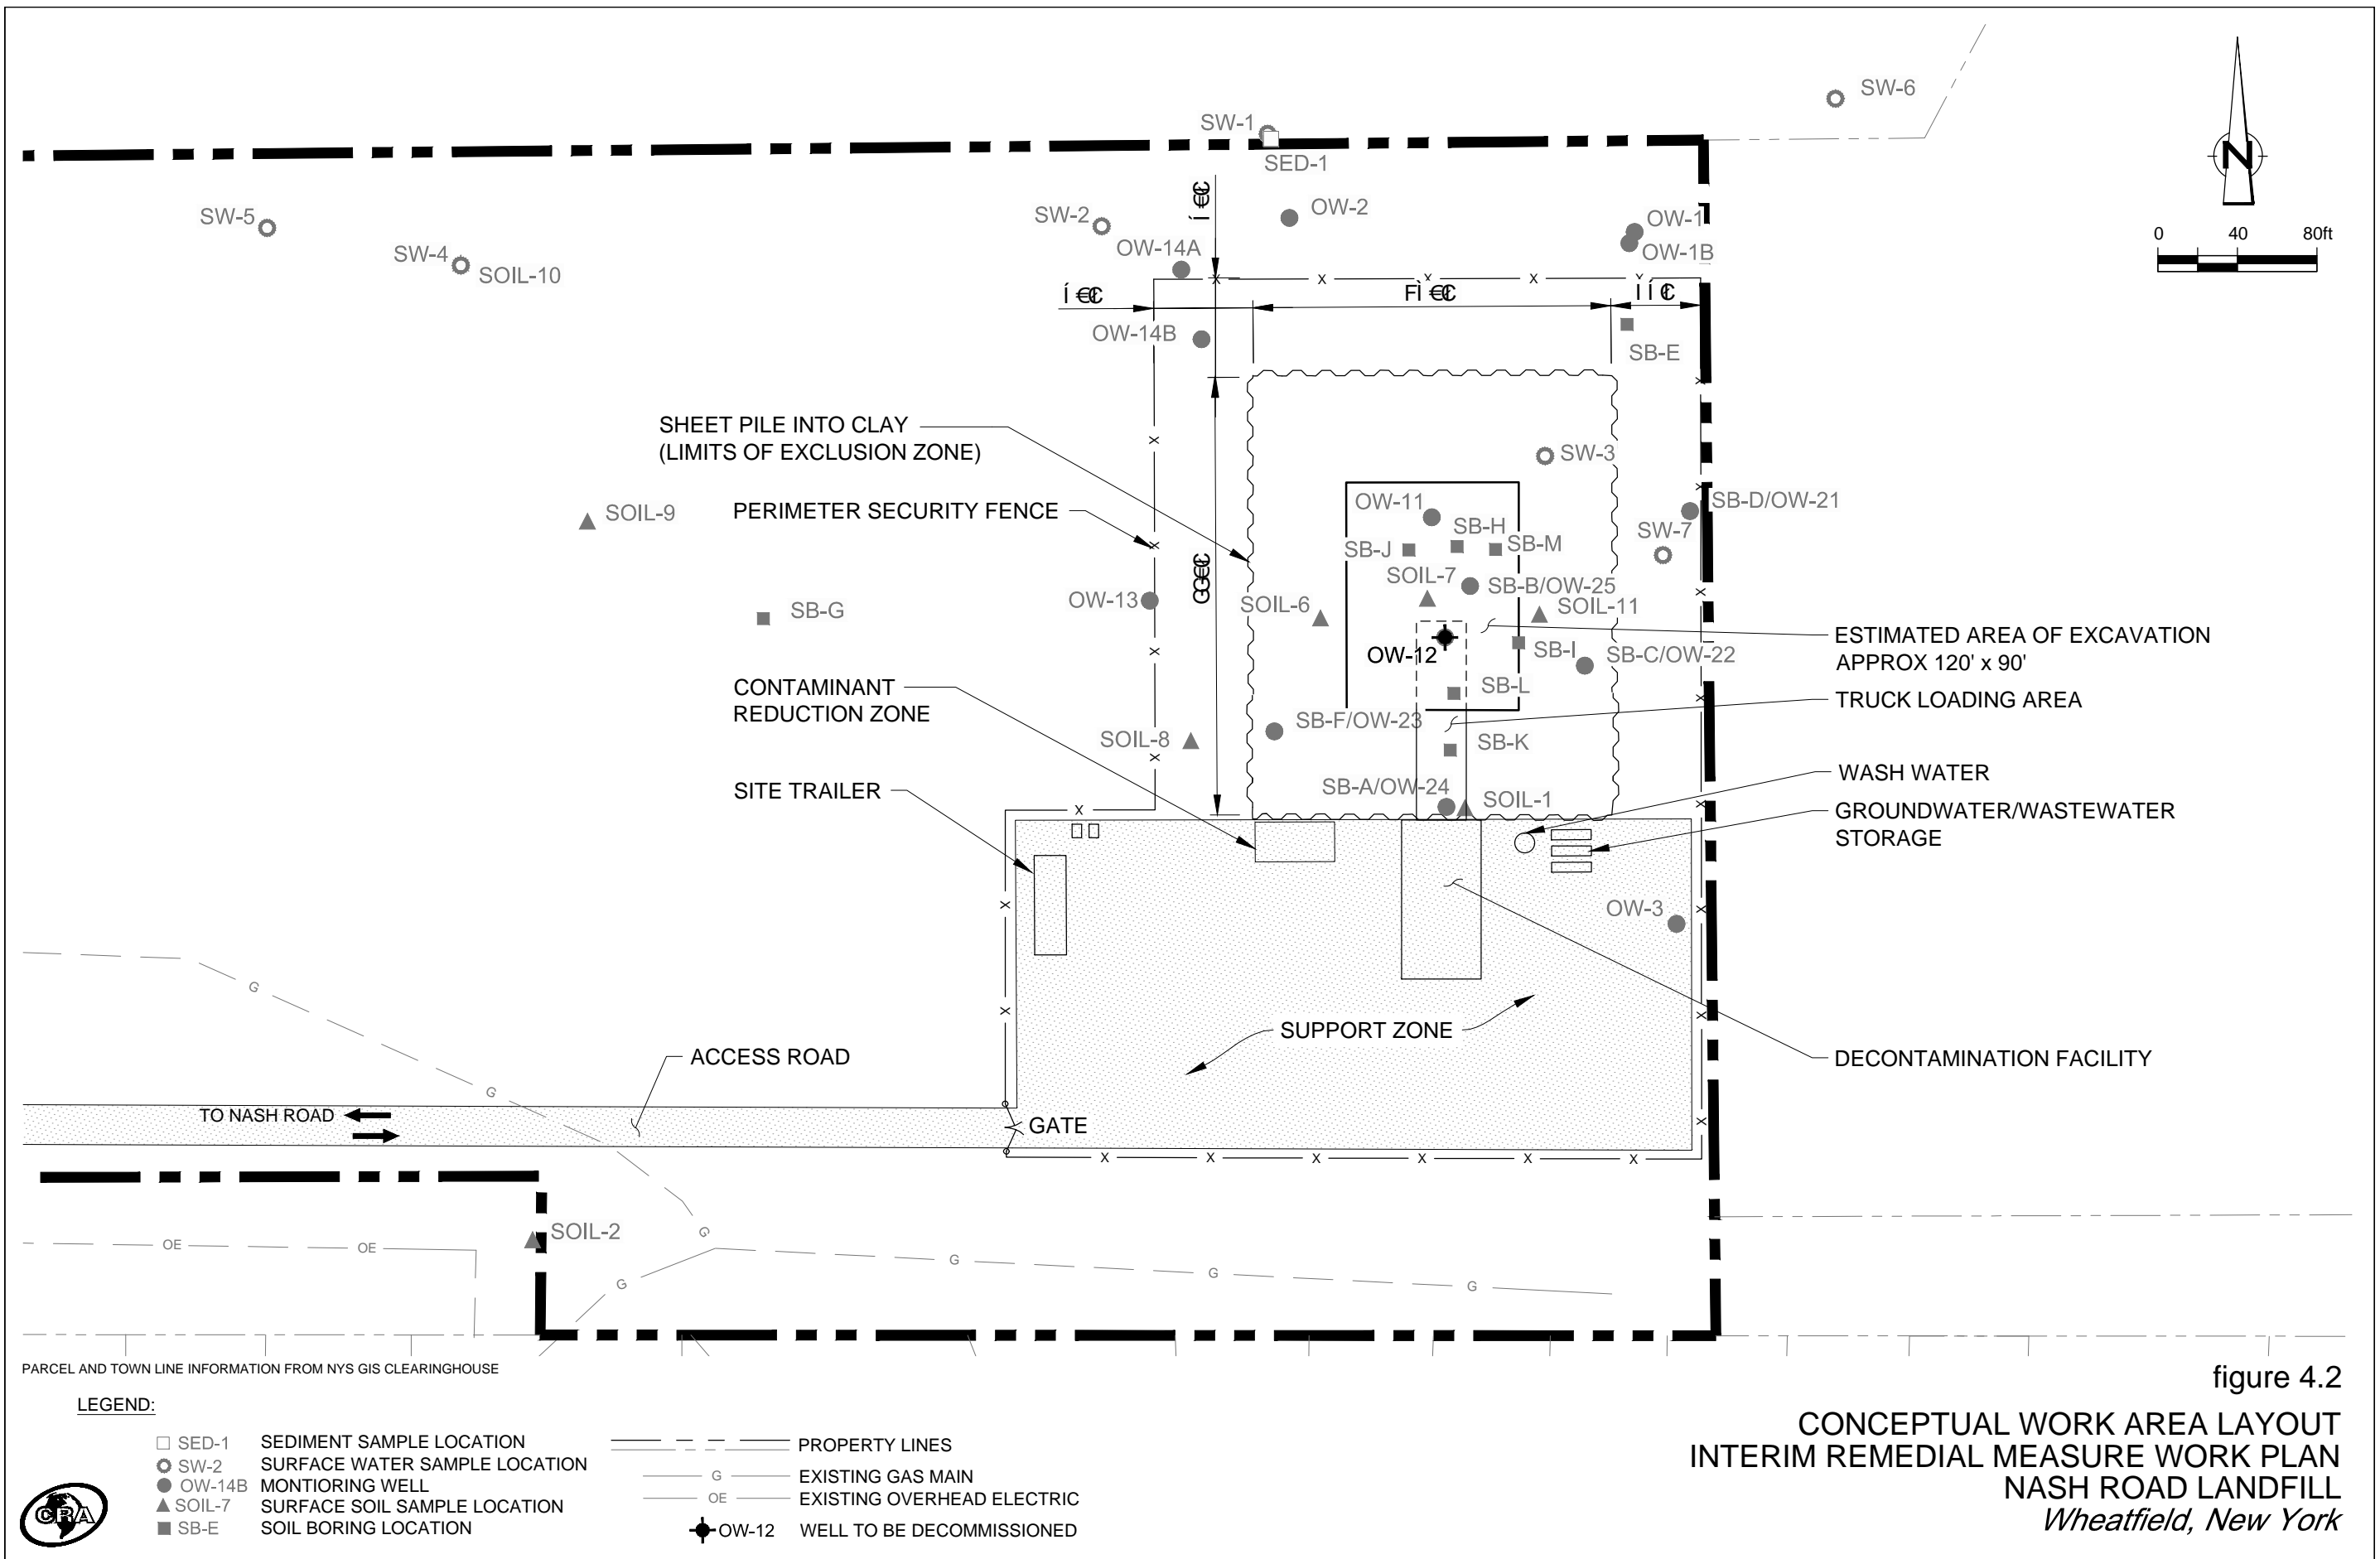 SW-6
SW-1
SED-1
N
SW-5
SW-2
OW-2
OW-1
OW-14A
OW-1B
SW-4
SOIL-10
0 40 80ft
OW-14B
SB-E
SHEET PILE INTO CLAY
(LIMITS OF EXCLUSION ZONE)
SW-3
PERIMETER SECURITY FENCE
SOIL-9
OW-11
SB-H
SB-J
SB-M
SB-D/OW-21
SW-7
SOIL-7
SB-B/OW-25
OW-13
SOIL-6
SOIL-11
SB-G
ESTIMATED AREA OF EXCAVATION
APPROX 120' x 90'
OW-12
SB-I
SB-C/OW-22
CONTAMINANT
REDUCTION ZONE
SB-L
TRUCK LOADING AREA
SB-F/OW-23
SOIL-8
SB-K
SITE TRAILER
SB-A/OW-24
SOIL-1
WASH WATER
GROUNDWATER/WASTEWATER
STORAGE
OW-3
SUPPORT ZONE
ACCESS ROAD
DECONTAMINATION FACILITY
TO NASH ROAD
GATE
SOIL-2
OE OE
G G G G G G G
PARCEL AND TOWN LINE INFORMATION FROM NYS GIS CLEARINGHOUSE
figure 4.2
LEGEND:
SED-1 SEDIMENT SAMPLE LOCATION
SW-2 SURFACE WATER SAMPLE LOCATION
OW-14B MONTIORING WELL
SOIL-7 SURFACE SOIL SAMPLE LOCATION
SB-E SOIL BORING LOCATION
PROPERTY LINES
G EXISTING GAS MAIN
OE EXISTING OVERHEAD ELECTRIC
OW-12 WELL TO BE DECOMMISSIONED
CRA
CONCEPTUAL WORK AREA LAYOUT
INTERIM REMEDIAL MEASURE WORK PLAN
NASH ROAD LANDFILL
Wheatfield, New York